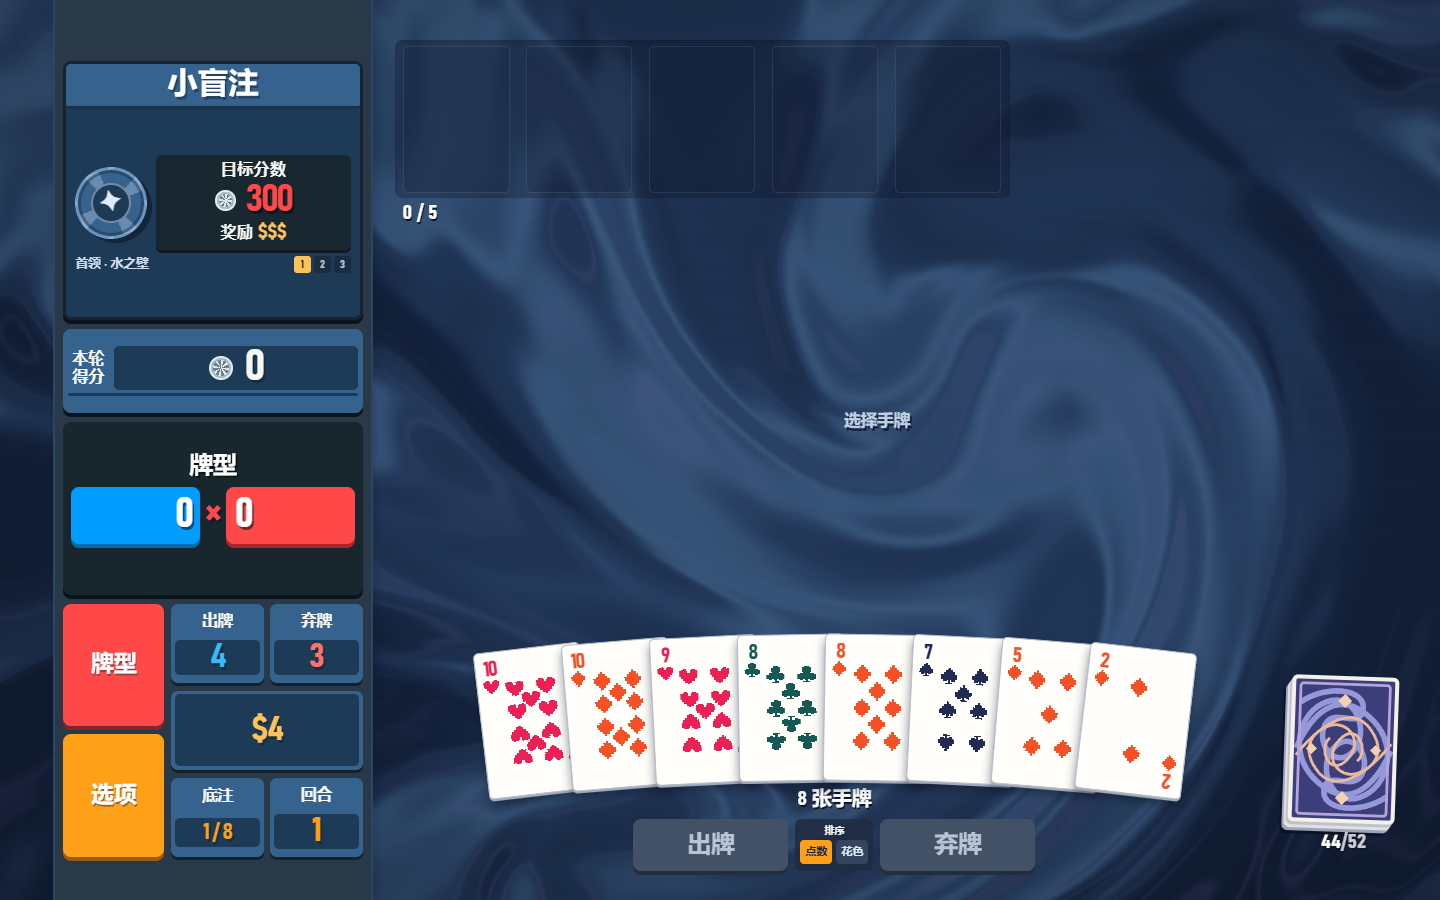 小盲注
目标分数
300
奖励 $$$
首领 · 水之壁
1 2 3
0 / 5
本轮
得分
0
选择手牌
牌型
0 × 0
牌型
出牌
4
弃牌
3
$4
选项
底注
1/8
回合
1
10
10
9
8
8
7
5
2
2
8 张手牌
出牌
排序
点数 花色
弃牌
44/52